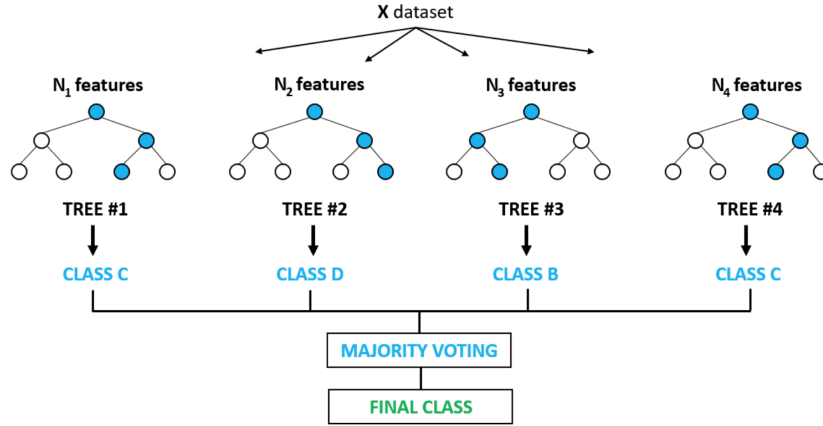 X dataset
N₁ features
N₂ features
N₃ features
N₄ features
TREE #1
TREE #2
TREE #3
TREE #4
CLASS C
CLASS D
CLASS B
CLASS C
MAJORITY VOTING
FINAL CLASS